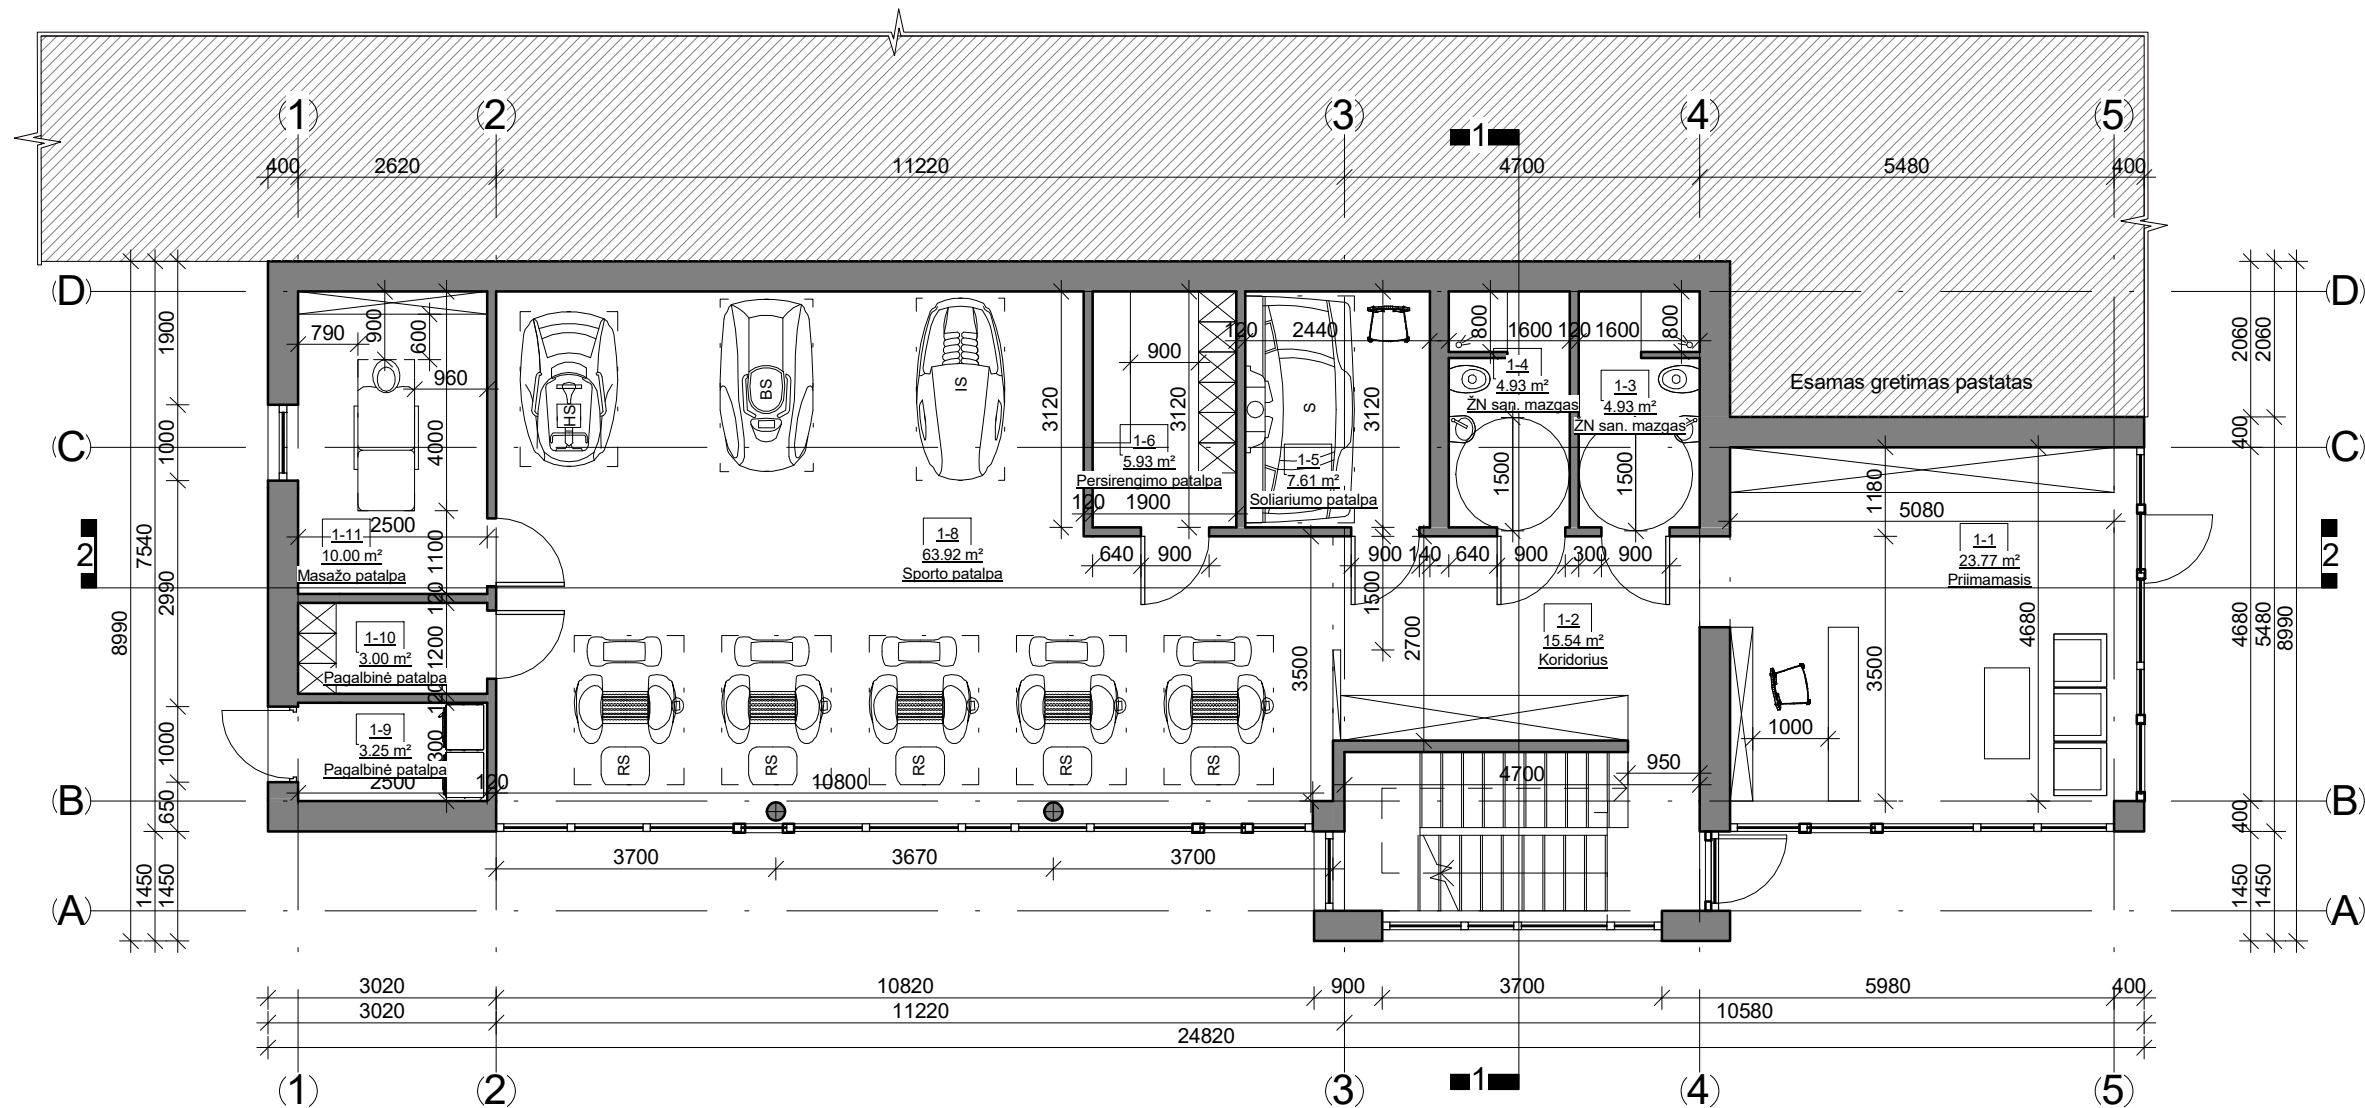 (1) (2) (3) (4) (5)
1
400 2620 11220 4700 5480 400
(D) (D)
(C) (C)
(B) (B)
(A) (A)
Esamas gretimas pastatas
790 900 600
960
4000
2500
1100
1-11
10.00 m²
Masažo patalpa
120
1200
1-10
3.00 m²
Pagalbinė patalpa
120
1-9
3.25 m²
Pagalbinė patalpa
300
2500 120 10800
HS
BS
IS
1-8
63.92 m²
Sporto patalpa
3120
900
3120
1-6
5.93 m²
Persirengimo patalpa
120 1900
120 2440
S
3120
1-5
7.61 m²
Soliariumo patalpa
800 1600 120 1600 800
1-4
4.93 m²
ŽN san. mazgas
1-3
4.93 m²
ŽN san. mazgas
1500 1500
640 900 900 140 640 900 300 900
1500
2700
3500
1-2
15.54 m²
Koridorius
1180
5080
1-1
23.77 m²
Priimamasis
4680
3500
1000
RS RS RS RS RS
950
4700
3700 3670 3700
2 2
1900
1000
2990
1000
650
1450
7540
1450
8990
2060 2060
400
4680
5480
8990
400
1450 1450
3020 10820 900 3700 5980 400
3020 11220 10580
24820
1
(1) (2) (3) (4) (5)